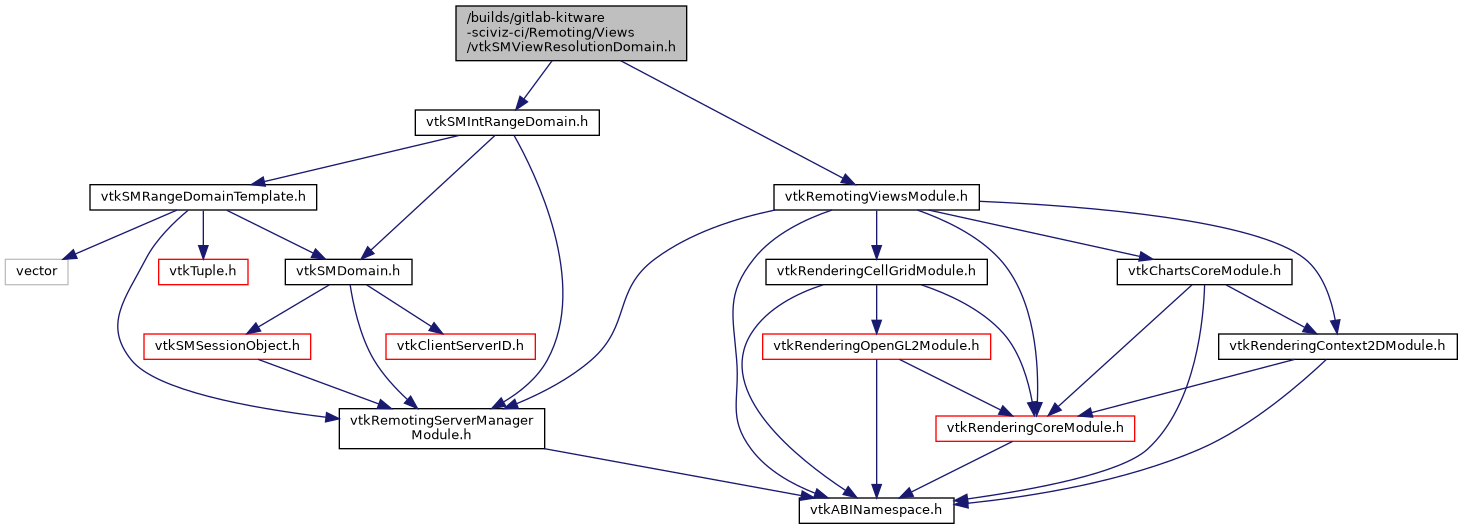 /builds/gitlab-kitware
-sciviz-ci/Remoting/Views
/vtkSMViewResolutionDomain.h
vtkSMIntRangeDomain.h
vtkSMRangeDomainTemplate.h
vtkRemotingViewsModule.h
vector
vtkTuple.h
vtkSMDomain.h
vtkRenderingCellGridModule.h
vtkChartsCoreModule.h
vtkSMSessionObject.h
vtkClientServerID.h
vtkRenderingOpenGL2Module.h
vtkRenderingContext2DModule.h
vtkRemotingServerManager
Module.h
vtkRenderingCoreModule.h
vtkABINamespace.h